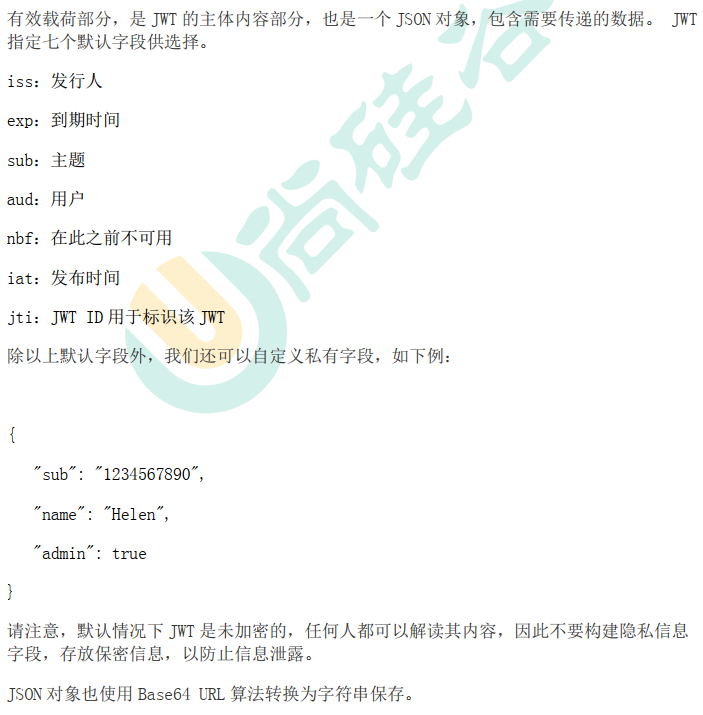 有效载荷部分，是 JWT 的主体内容部分，也是一个 JSON 对象，包含需要传递的数据。 JWT
指定七个默认字段供选择。
iss：发行人
exp：到期时间
sub：主题
aud：用户
nbf：在此之前不可用
iat：发布时间
jti：JWT ID 用于标识该 JWT
除以上默认字段外，我们还可以自定义私有字段，如下例：
{
"sub": "1234567890",
"name": "Helen",
"admin": true
}
请注意，默认情况下 JWT 是未加密的，任何人都可以解读其内容，因此不要构建隐私信息
字段，存放保密信息，以防止信息泄露。
JSON 对象也使用 Base64 URL 算法转换为字符串保存。
尚硅谷